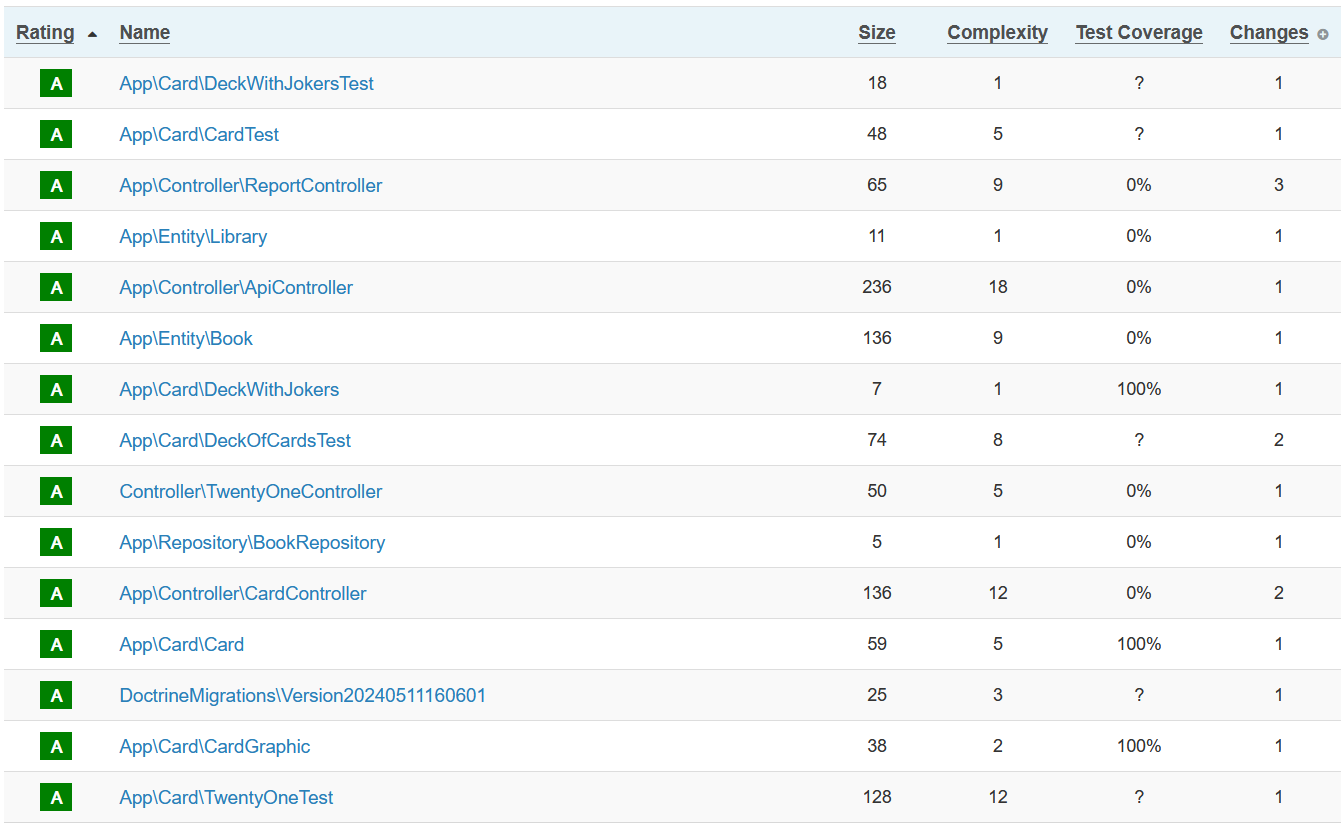 Rating Name Size Complexity Test Coverage Changes
A App\Card\DeckWithJokersTest 18 1 ? 1
A App\Card\CardTest 48 5 ? 1
A App\Controller\ReportController 65 9 0% 3
A App\Entity\Library 11 1 0% 1
A App\Controller\ApiController 236 18 0% 1
A App\Entity\Book 136 9 0% 1
A App\Card\DeckWithJokers 7 1 100% 1
A App\Card\DeckOfCardsTest 74 8 ? 2
A Controller\TwentyOneController 50 5 0% 1
A App\Repository\BookRepository 5 1 0% 1
A App\Controller\CardController 136 12 0% 2
A App\Card\Card 59 5 100% 1
A DoctrineMigrations\Version20240511160601 25 3 ? 1
A App\Card\CardGraphic 38 2 100% 1
A App\Card\TwentyOneTest 128 12 ? 1